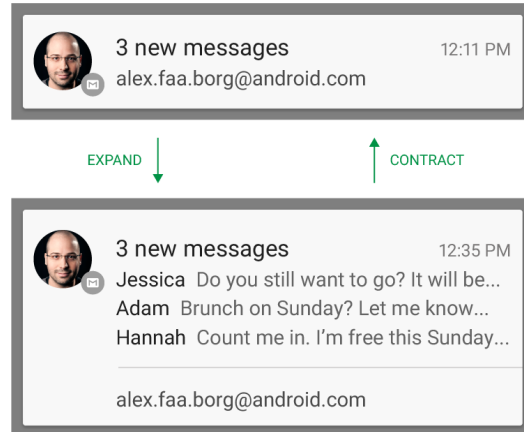 3 new messages 12:11 PM
alex.faa.borg@android.com
EXPAND CONTRACT
3 new messages 12:35 PM
Jessica Do you still want to go? It will be...
Adam Brunch on Sunday? Let me know...
Hannah Count me in. I’m free this Sunday...
alex.faa.borg@android.com